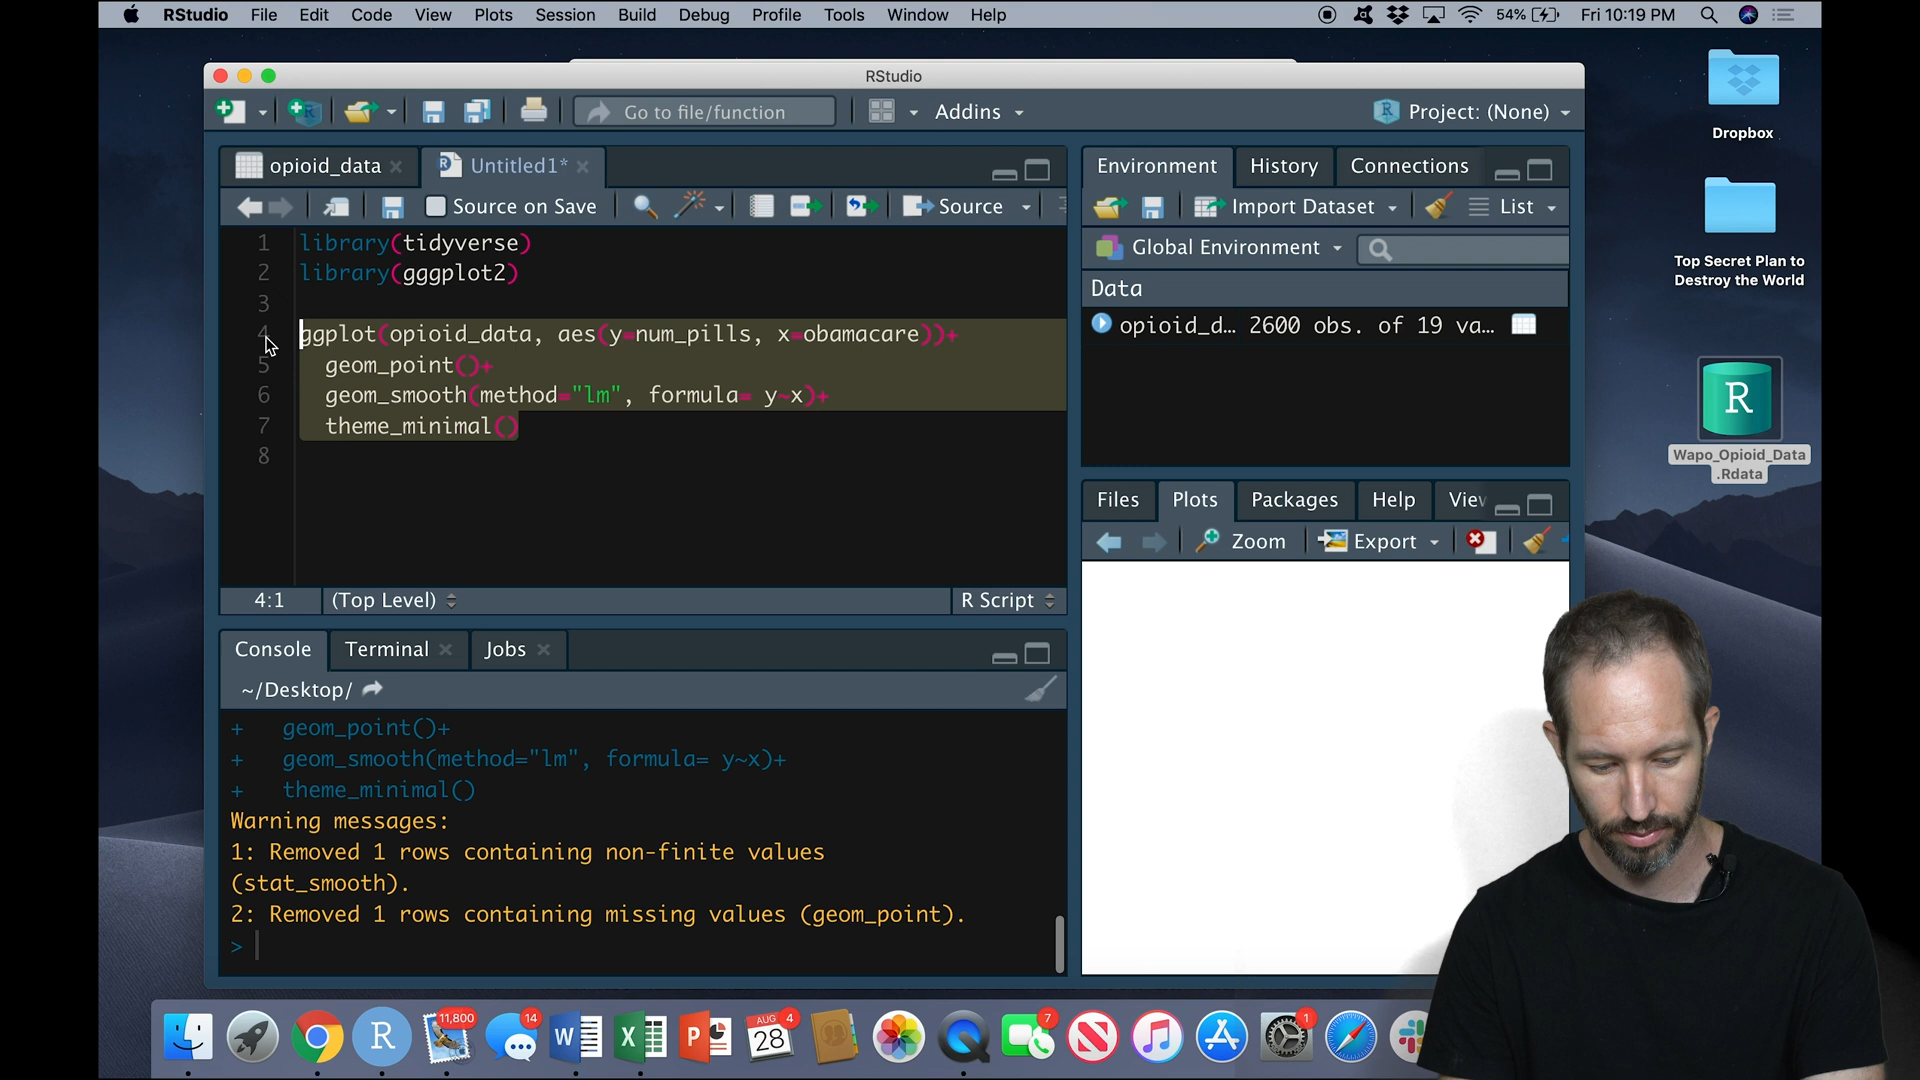 RStudio File Edit Code View Plots Session Build Debug Profile Tools Window Help 54% Fri 10:19 PM
RStudio
Go to file/function Addins Project: (None)
opioid_data Untitled1*
Source on Save Source
1 library(tidyverse)
2 library(gggplot2)
3
4 ggplot(opioid_data, aes(y=num_pills, x=obamacare))+
5 geom_point()+
6 geom_smooth(method="lm", formula= y~x)+
7 theme_minimal()
8
4:1 (Top Level) R Script
Console Terminal Jobs
~/Desktop/
+ geom_point()+
+ geom_smooth(method="lm", formula= y~x)+
+ theme_minimal()
Warning messages:
1: Removed 1 rows containing non-finite values
(stat_smooth).
2: Removed 1 rows containing missing values (geom_point).
>
Environment History Connections
Import Dataset List
Global Environment
Data
opioid_d… 2600 obs. of 19 va…
Files Plots Packages Help
Zoom Export
Dropbox
Top Secret Plan to
Destroy the World
R
Wapo_Opioid_Data
.Rdata
11,800 14 AUG 4 7 1
R W X P 28